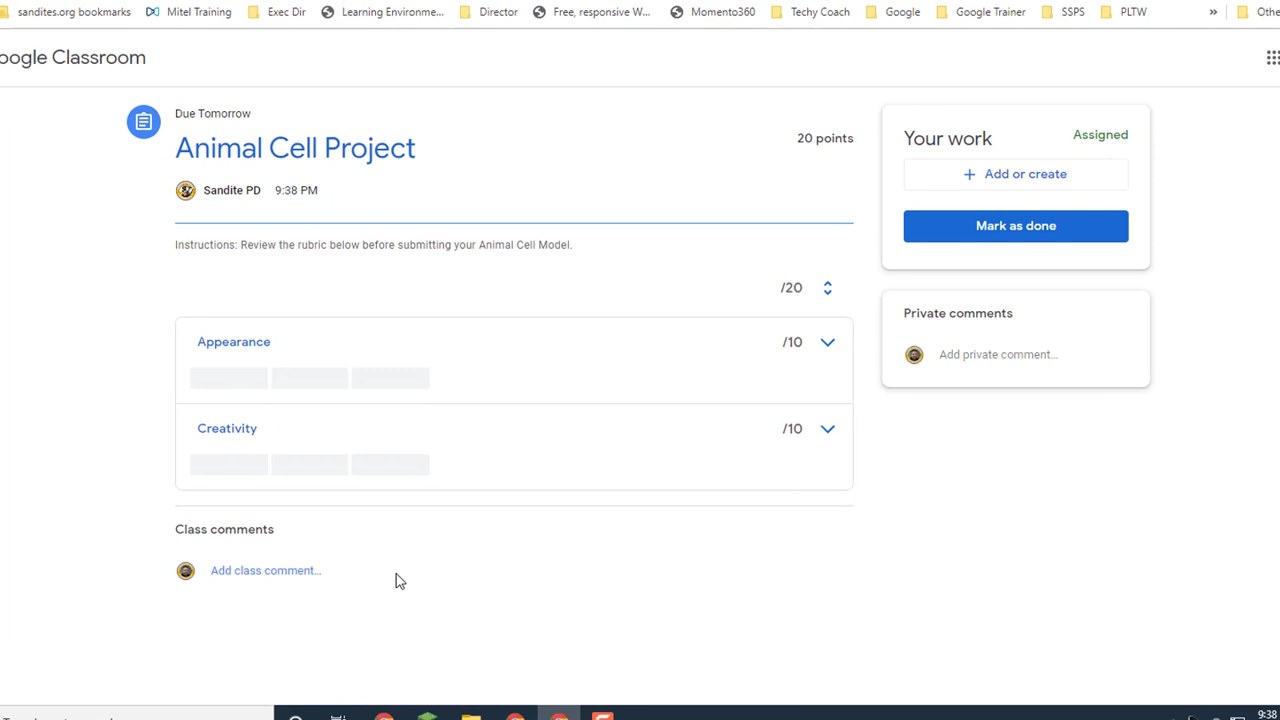 sandites.org bookmarks Mitel Training Exec Dir Learning Environme... Director Free, responsive W... Momento360 Techy Coach Google Google Trainer SSPS PLTW » Othe
oogle Classroom
Due Tomorrow
Animal Cell Project
20 points
Sandite PD 9:38 PM
Instructions: Review the rubric below before submitting your Animal Cell Model.
/20
Appearance /10
Creativity /10
Class comments
Add class comment...
Your work Assigned
+ Add or create
Mark as done
Private comments
Add private comment...
9:38